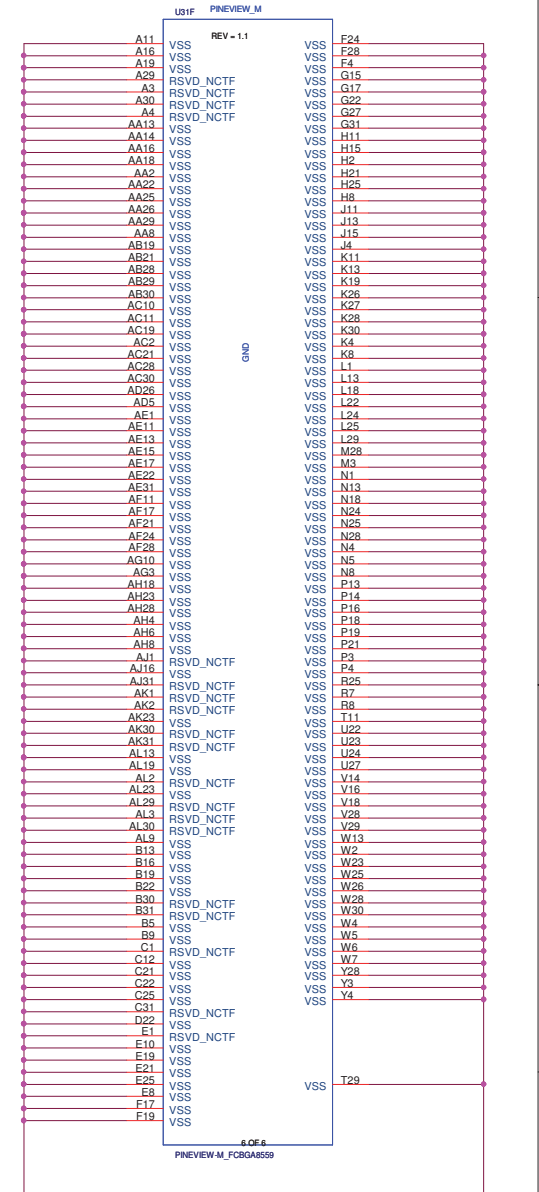 U31F PINEVIEW_M
REV = 1.1
A11 VSS VSS F24
A16 VSS VSS F28
A19 VSS VSS F4
A29 RSVD_NCTF VSS G15
A3 RSVD_NCTF VSS G17
A30 RSVD_NCTF VSS G22
A4 RSVD_NCTF VSS G27
AA13 VSS VSS G31
AA14 VSS VSS H11
AA16 VSS VSS H15
AA18 VSS VSS H2
AA2 VSS VSS H21
AA22 VSS VSS H25
AA25 VSS VSS H8
AA26 VSS VSS J11
AA29 VSS VSS J13
AA8 VSS VSS J15
AB19 VSS VSS J4
AB21 VSS VSS K11
AB28 VSS VSS K13
AB29 VSS VSS K19
AB30 VSS VSS K26
AC10 VSS VSS K27
AC11 VSS VSS K28
AC19 VSS VSS K30
AC2 VSS GND VSS K4
AC21 VSS VSS K8
AC28 VSS VSS L1
AC30 VSS VSS L13
AD26 VSS VSS L18
AD5 VSS VSS L22
AE1 VSS VSS L24
AE11 VSS VSS L25
AE13 VSS VSS L29
AE15 VSS VSS M28
AE17 VSS VSS M3
AE22 VSS VSS N1
AE31 VSS VSS N13
AF11 VSS VSS N18
AF17 VSS VSS N24
AF21 VSS VSS N25
AF24 VSS VSS N28
AF28 VSS VSS N4
AG10 VSS VSS N5
AG3 VSS VSS N8
AH18 VSS VSS P13
AH23 VSS VSS P14
AH28 VSS VSS P16
AH4 VSS VSS P18
AH6 VSS VSS P19
AH8 VSS VSS P21
AJ1 RSVD_NCTF VSS P3
AJ16 VSS VSS P4
AJ31 RSVD_NCTF VSS R25
AK1 RSVD_NCTF VSS R7
AK2 RSVD_NCTF VSS R8
AK23 VSS VSS T11
AK30 RSVD_NCTF VSS U22
AK31 RSVD_NCTF VSS U23
AL13 VSS VSS U24
AL19 VSS VSS U27
AL2 RSVD_NCTF VSS V14
AL23 VSS VSS V16
AL29 RSVD_NCTF VSS V18
AL3 RSVD_NCTF VSS V28
AL30 RSVD_NCTF VSS V29
AL9 VSS VSS W13
B13 VSS VSS W2
B16 VSS VSS W23
B19 VSS VSS W25
B22 VSS VSS W26
B30 RSVD_NCTF VSS W28
B31 RSVD_NCTF VSS W30
B5 VSS VSS W4
B9 VSS VSS W5
C1 RSVD_NCTF VSS W6
C12 VSS VSS W7
C21 VSS VSS Y28
C22 VSS VSS Y3
C25 VSS VSS Y4
C31 RSVD_NCTF
D22 VSS
E1 RSVD_NCTF
E10 VSS
E19 VSS
E21 VSS
E25 VSS VSS T29
E8 VSS
F17 VSS
F19 VSS
6 OF 6
PINEVIEW-M_FCBGA8559